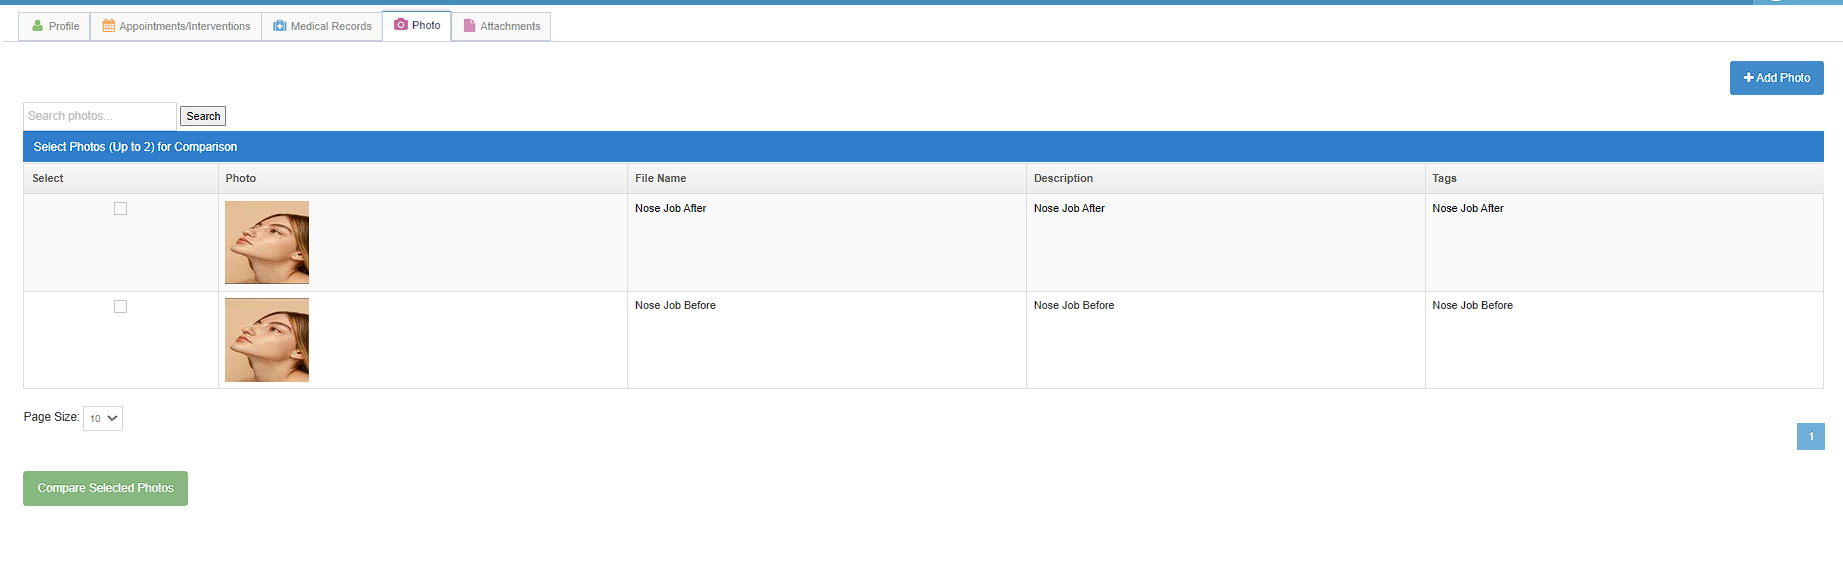 Profile Appointments/Interventions Medical Records Photo Attachments
Add Photo
Search photos... Search
Select Photos (Up to 2) for Comparison
Select Photo File Name Description Tags
Nose Job After Nose Job After Nose Job After
Nose Job Before Nose Job Before Nose Job Before
Page Size: 10
1
Compare Selected Photos